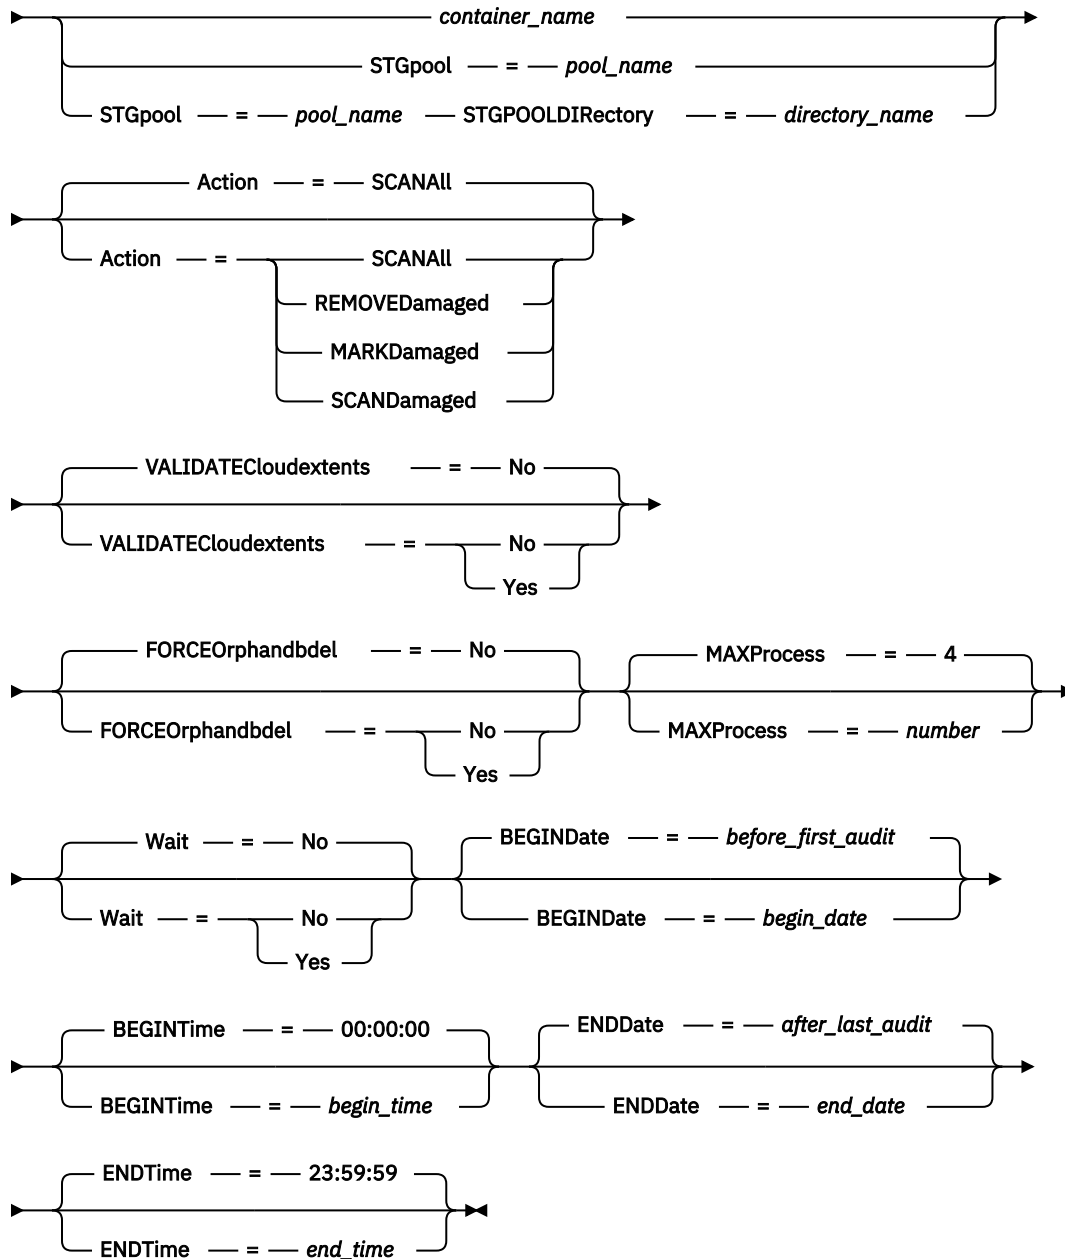 container_name
STGpool = pool_name
STGpool = pool_name STGPOOLDIRectory = directory_name
Action = SCANAll
Action = SCANAll
REMOVEDamaged
MARKDamaged
SCANDamaged
VALIDATECloudextents = No
VALIDATECloudextents = No
Yes
FORCEOrphandbdel = No MAXProcess = 4
FORCEOrphandbdel = No MAXProcess = number
Yes
Wait = No BEGINDate = before_first_audit
Wait = No BEGINDate = begin_date
Yes
BEGINTime = 00:00:00 ENDDate = after_last_audit
BEGINTime = begin_time ENDDate = end_date
ENDTime = 23:59:59
ENDTime = end_time